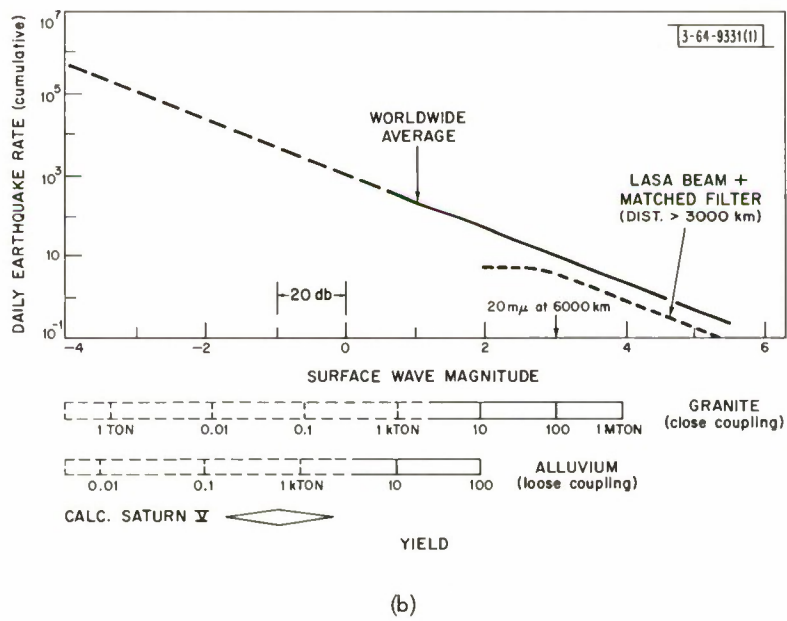 10^7
3-64-9331(1)
DAILY EARTHQUAKE RATE (cumulative)
10^5
WORLDWIDE
AVERAGE
10^3
LASA BEAM +
MATCHED FILTER
(DIST. > 3000 km)
10
20 db
20 mμ at 6000 km
10^-1
-4 -2 0 2 4 6
SURFACE WAVE MAGNITUDE
GRANITE
1 TON 0.01 0.1 1 kTON 10 100 1 MTON (close coupling)
ALLUVIUM
0.01 0.1 1 kTON 10 100 (loose coupling)
CALC. SATURN V
YIELD
(b)